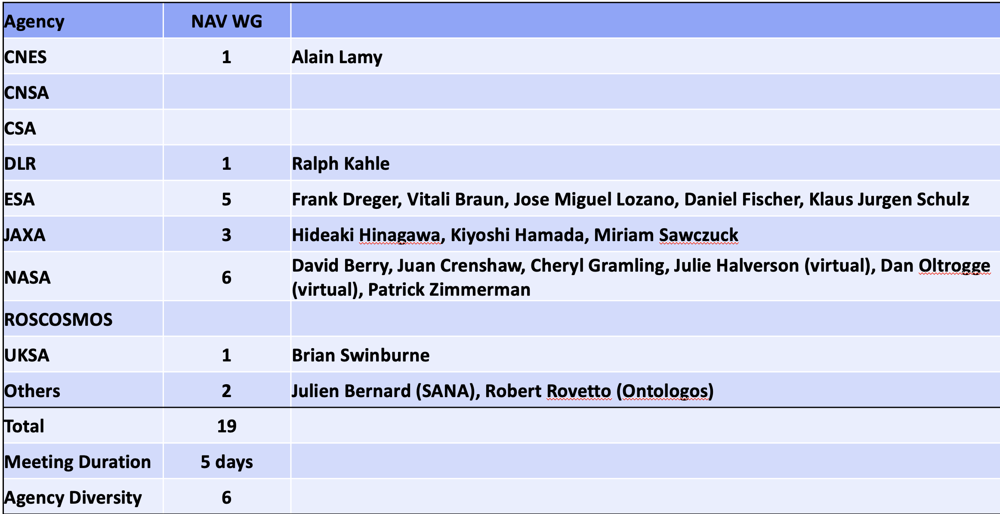 Agency NAV WG
CNES 1 Alain Lamy
CNSA
CSA
DLR 1 Ralph Kahle
ESA 5 Frank Dreger, Vitali Braun, Jose Miguel Lozano, Daniel Fischer, Klaus Jurgen Schulz
JAXA 3 Hideaki Hinagawa, Kiyoshi Hamada, Miriam Sawczuck
NASA 6 David Berry, Juan Crenshaw, Cheryl Gramling, Julie Halverson (virtual), Dan Oltrogge
(virtual), Patrick Zimmerman
ROSCOSMOS
UKSA 1 Brian Swinburne
Others 2 Julien Bernard (SANA), Robert Rovetto (Ontologos)
Total 19
Meeting Duration 5 days
Agency Diversity 6